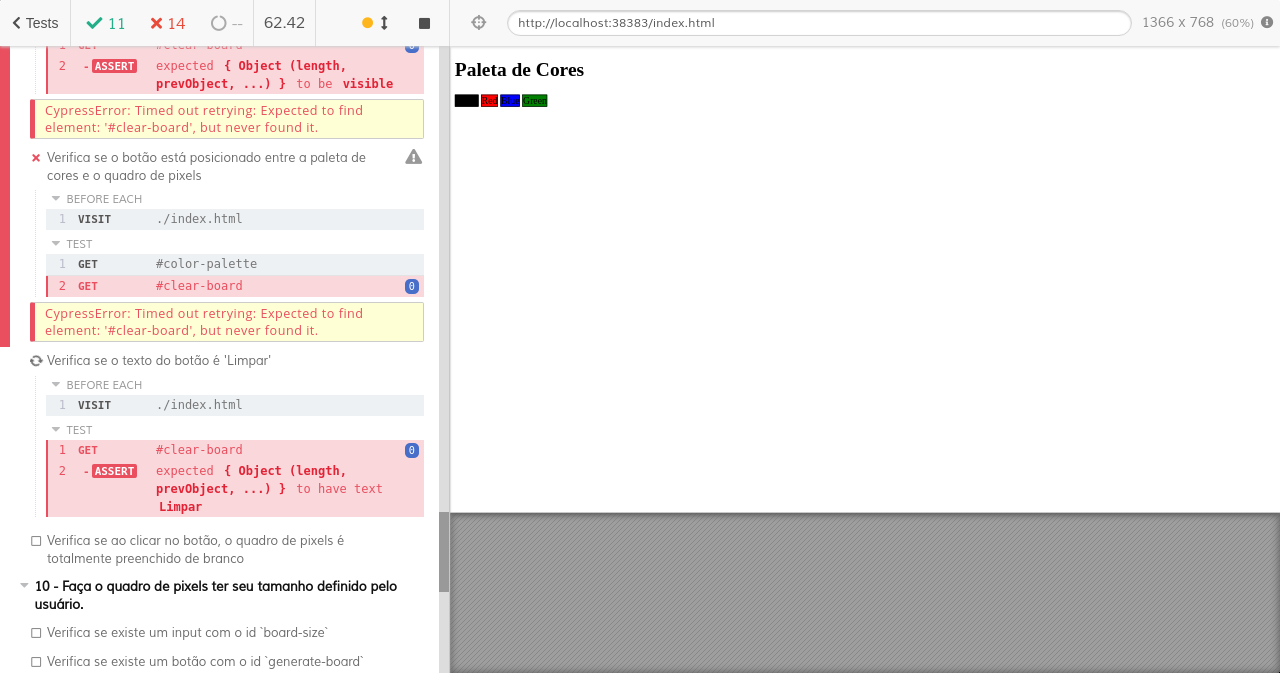 Tests
11
14
--
62.42
http://localhost:38383/index.html
1366 x 768 (60%)
1 GET #clear-board 0
2 - ASSERT expected { Object (length,
prevObject, ...) } to be visible
CypressError: Timed out retrying: Expected to find
element: '#clear-board', but never found it.
Verifica se o botão está posicionado entre a paleta de
cores e o quadro de pixels
BEFORE EACH
1 VISIT ./index.html
TEST
1 GET #color-palette
2 GET #clear-board 0
CypressError: Timed out retrying: Expected to find
element: '#clear-board', but never found it.
Verifica se o texto do botão é 'Limpar'
BEFORE EACH
1 VISIT ./index.html
TEST
1 GET #clear-board 0
2 - ASSERT expected { Object (length,
prevObject, ...) } to have text
Limpar
Verifica se ao clicar no botão, o quadro de pixels é
totalmente preenchido de branco
10 - Faça o quadro de pixels ter seu tamanho definido pelo
usuário.
Verifica se existe um input com o id `board-size`
Verifica se existe um botão com o id `generate-board`
Paleta de Cores
Red Blue Green